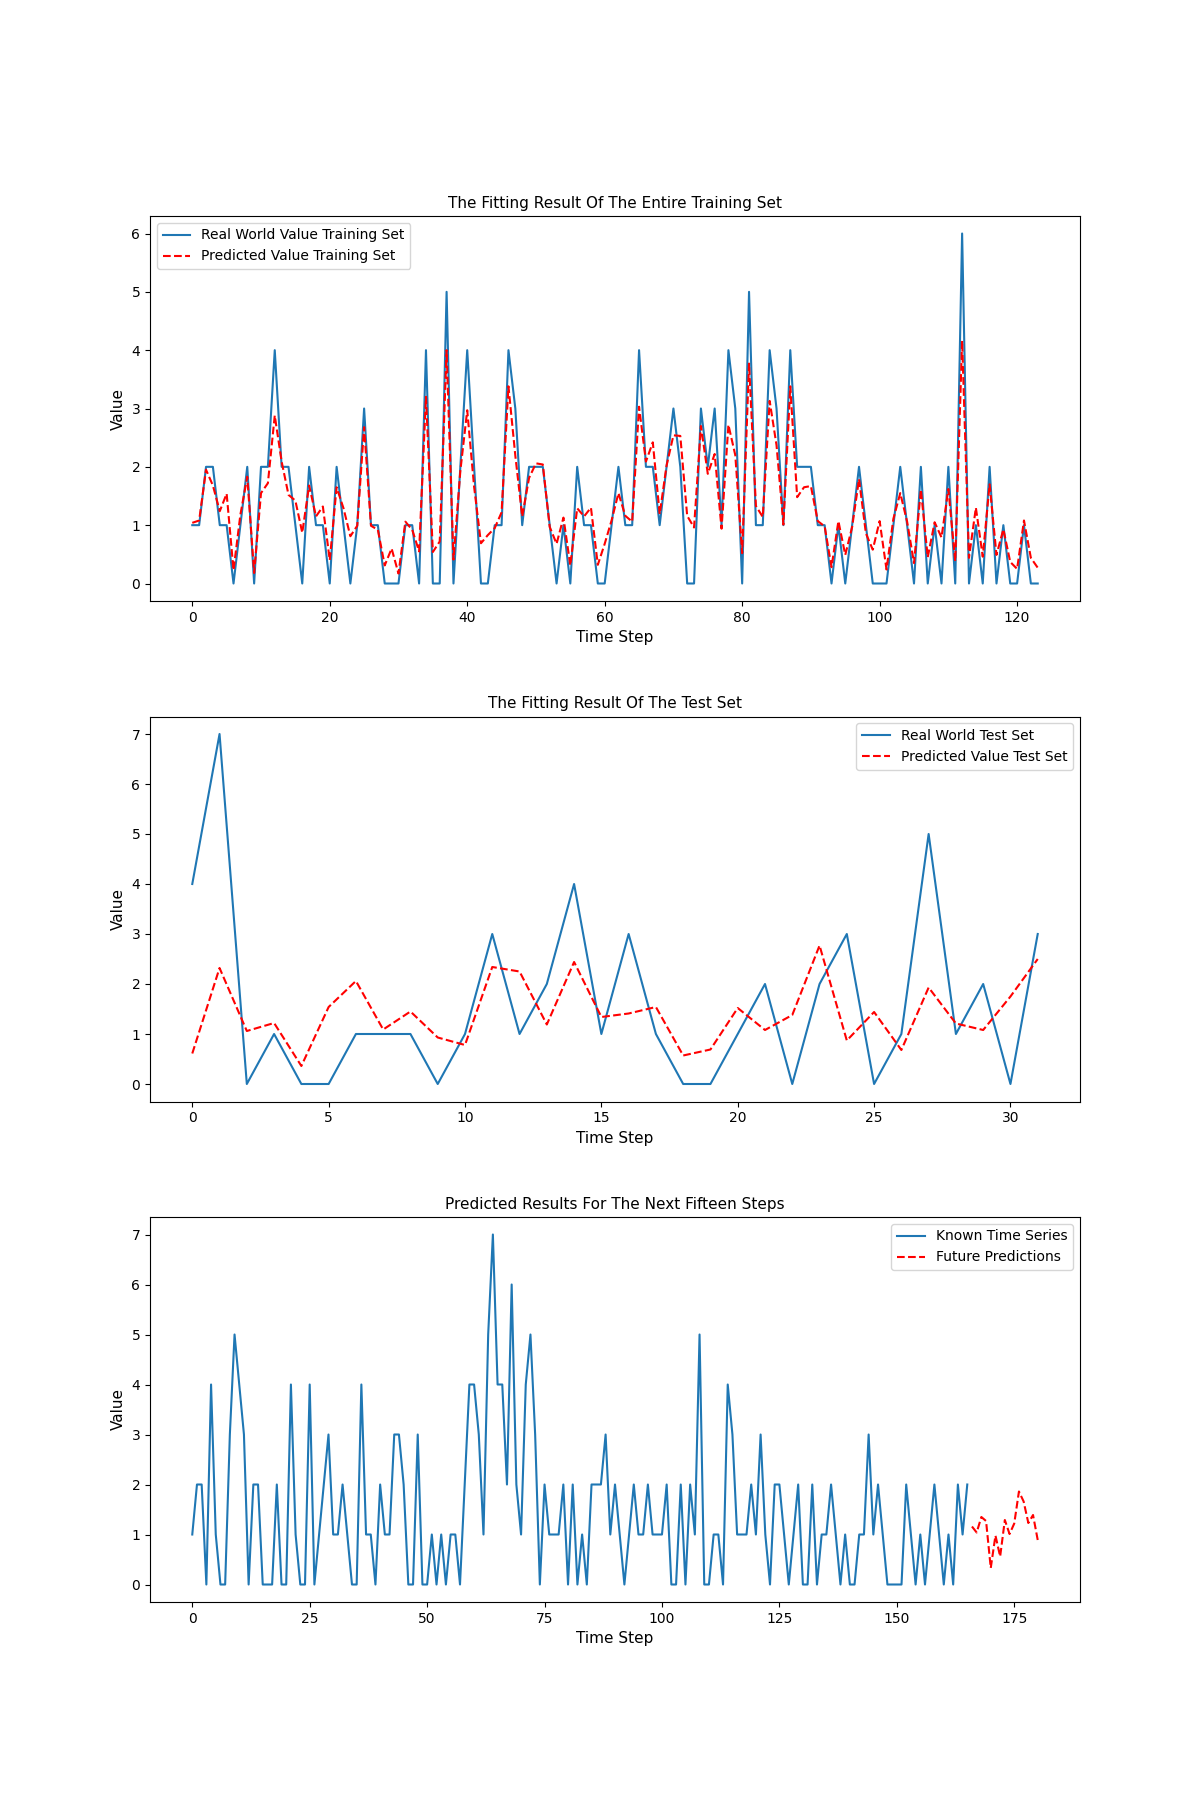 The Fitting Result Of The Entire Training Set
Real World Value Training Set
Predicted Value Training Set
Value
6
5
4
3
2
1
0
0 20 40 60 80 100 120
Time Step
The Fitting Result Of The Test Set
Real World Test Set
Predicted Value Test Set
Value
7
6
5
4
3
2
1
0
0 5 10 15 20 25 30
Time Step
Predicted Results For The Next Fifteen Steps
Known Time Series
Future Predictions
Value
7
6
5
4
3
2
1
0
0 25 50 75 100 125 150 175
Time Step